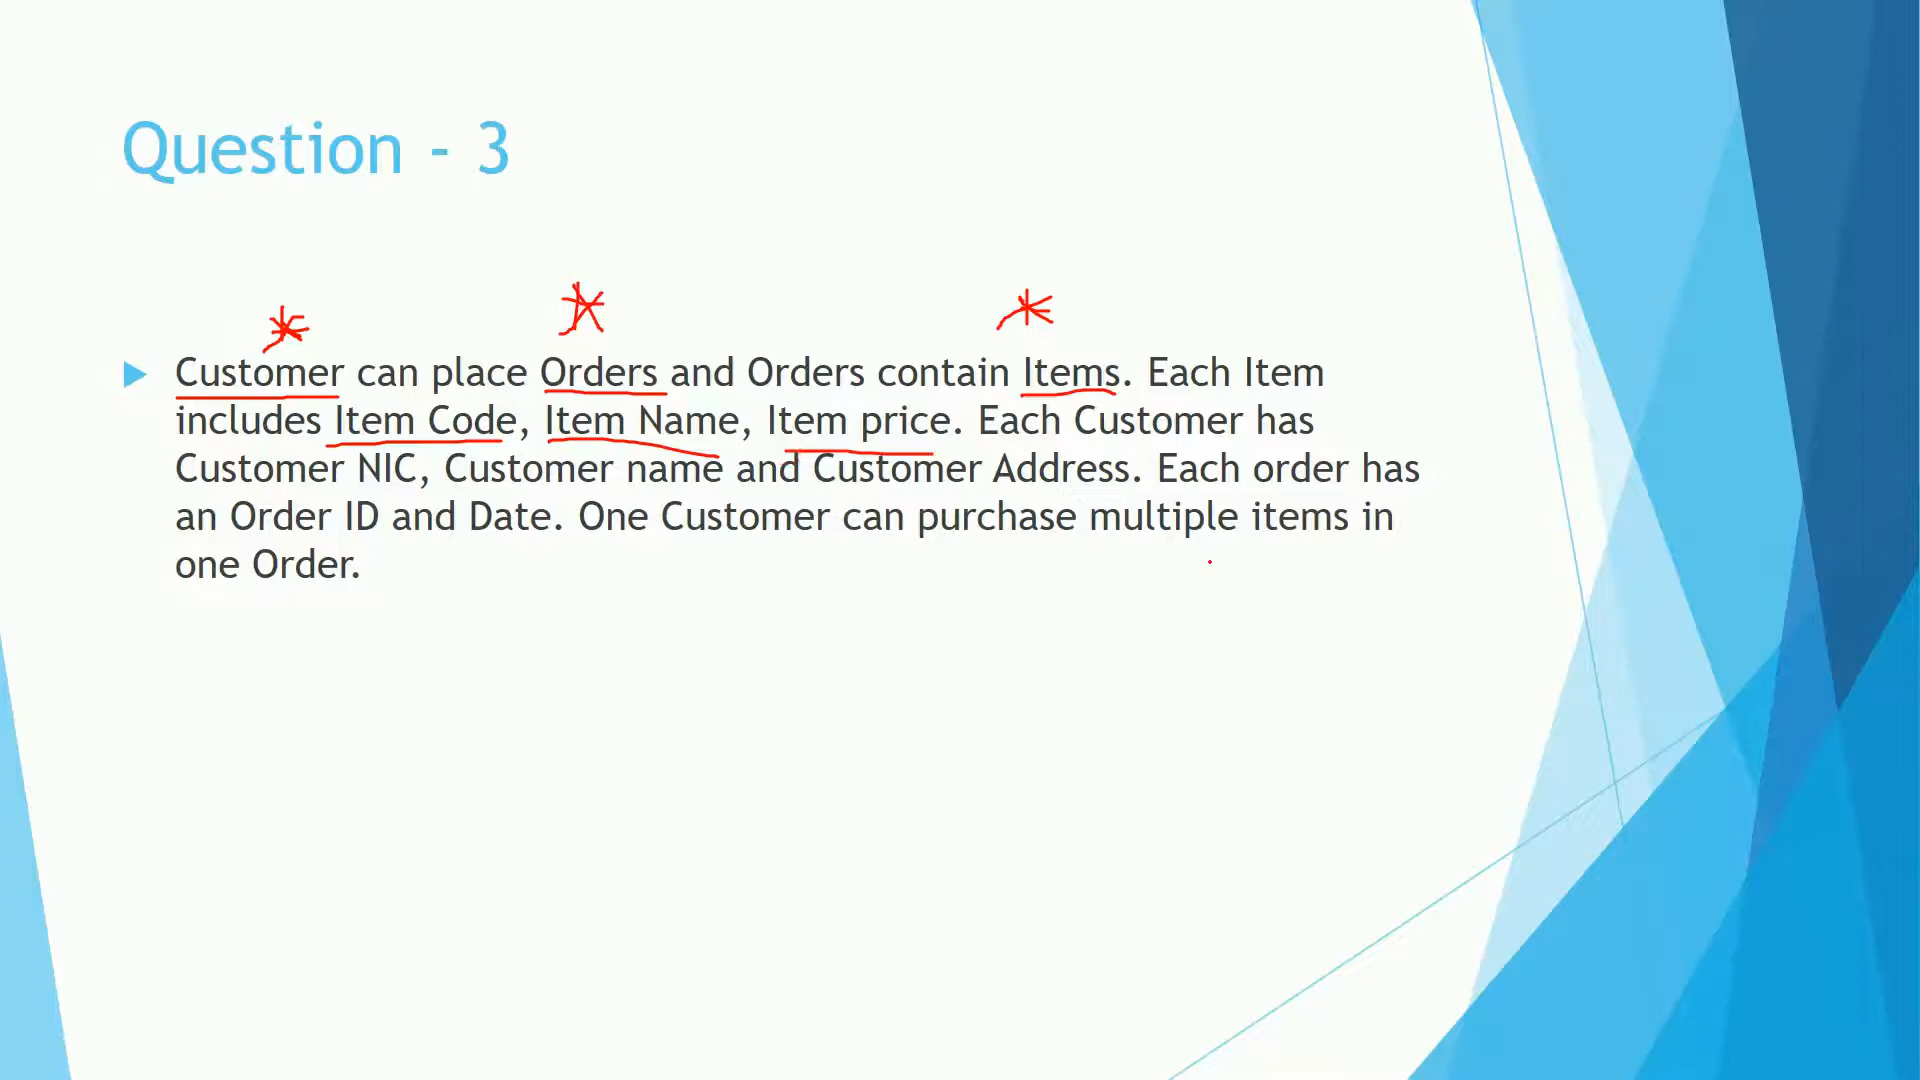 Question - 3
Customer can place Orders and Orders contain Items. Each Item
includes Item Code, Item Name, Item price. Each Customer has
Customer NIC, Customer name and Customer Address. Each order has
an Order ID and Date. One Customer can purchase multiple items in
one Order.